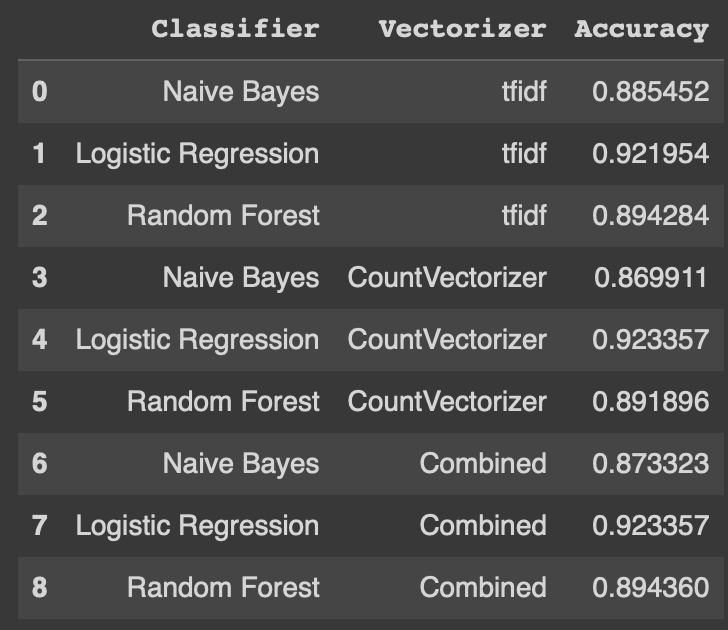 Classifier Vectorizer Accuracy
0 Naive Bayes tfidf 0.885452
1 Logistic Regression tfidf 0.921954
2 Random Forest tfidf 0.894284
3 Naive Bayes CountVectorizer 0.869911
4 Logistic Regression CountVectorizer 0.923357
5 Random Forest CountVectorizer 0.891896
6 Naive Bayes Combined 0.873323
7 Logistic Regression Combined 0.923357
8 Random Forest Combined 0.894360